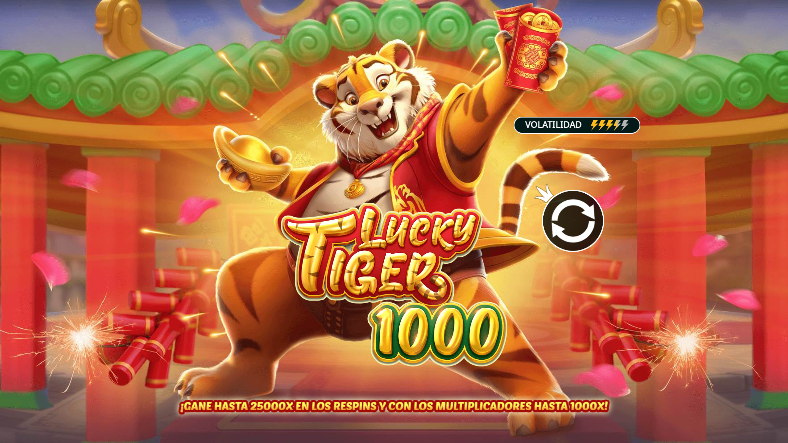 VOLATILIDAD
LUCKY
TIGER
1000
¡GANE HASTA 25000X EN LOS RESPINS Y CON LOS MULTIPLICADORES HASTA 1000X!